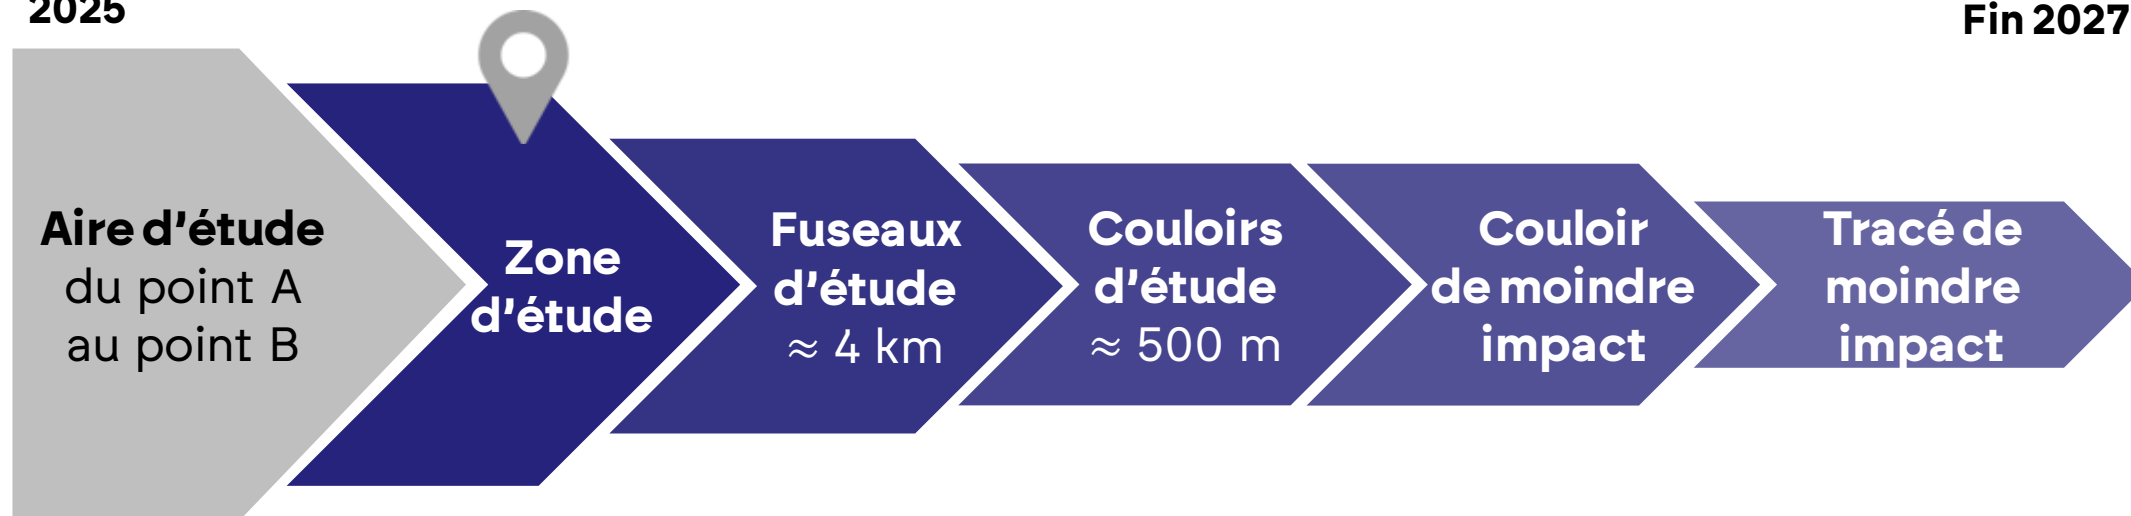 2025
Fin 2027
Aire d'étude
du point A
au point B
Zone
d'étude
Fuseaux
d'étude
≈ 4 km
Couloirs
d'étude
≈ 500 m
Couloir
de moindre
impact
Tracé de
moindre
impact